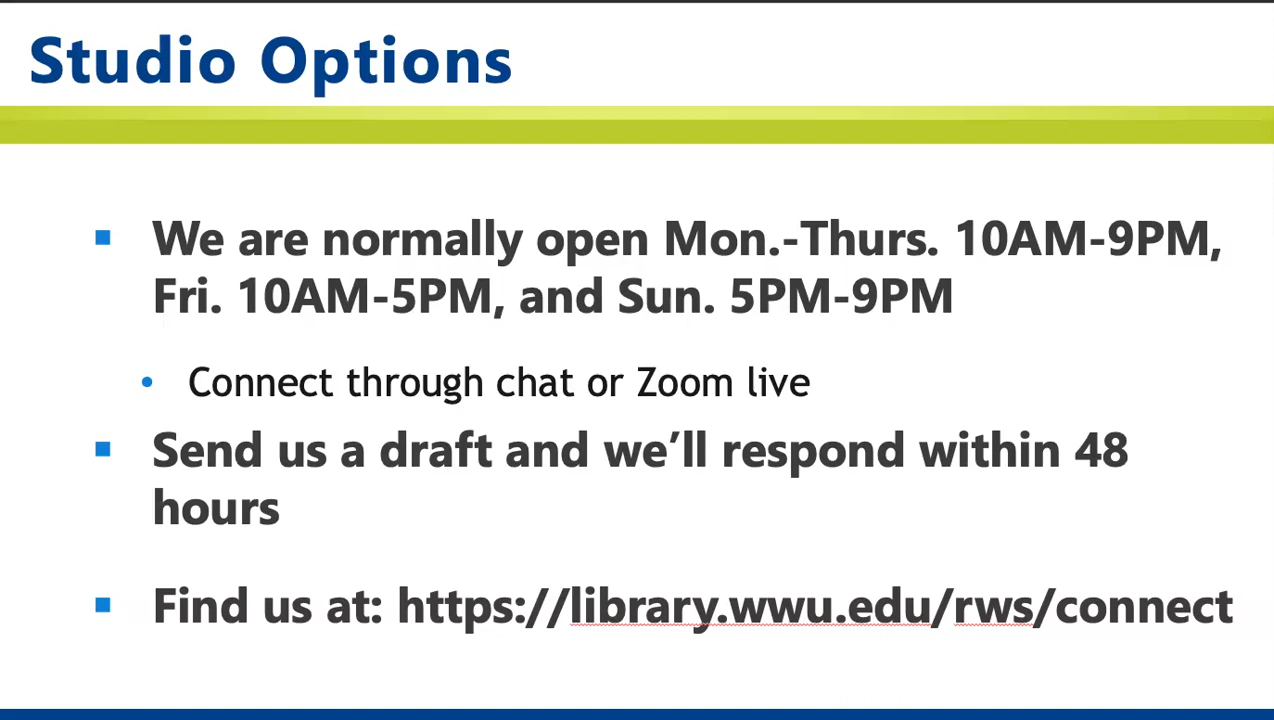 Studio Options
We are normally open Mon.-Thurs. 10AM-9PM,
Fri. 10AM-5PM, and Sun. 5PM-9PM
Connect through chat or Zoom live
Send us a draft and we’ll respond within 48
hours
Find us at: https://library.wwu.edu/rws/connect